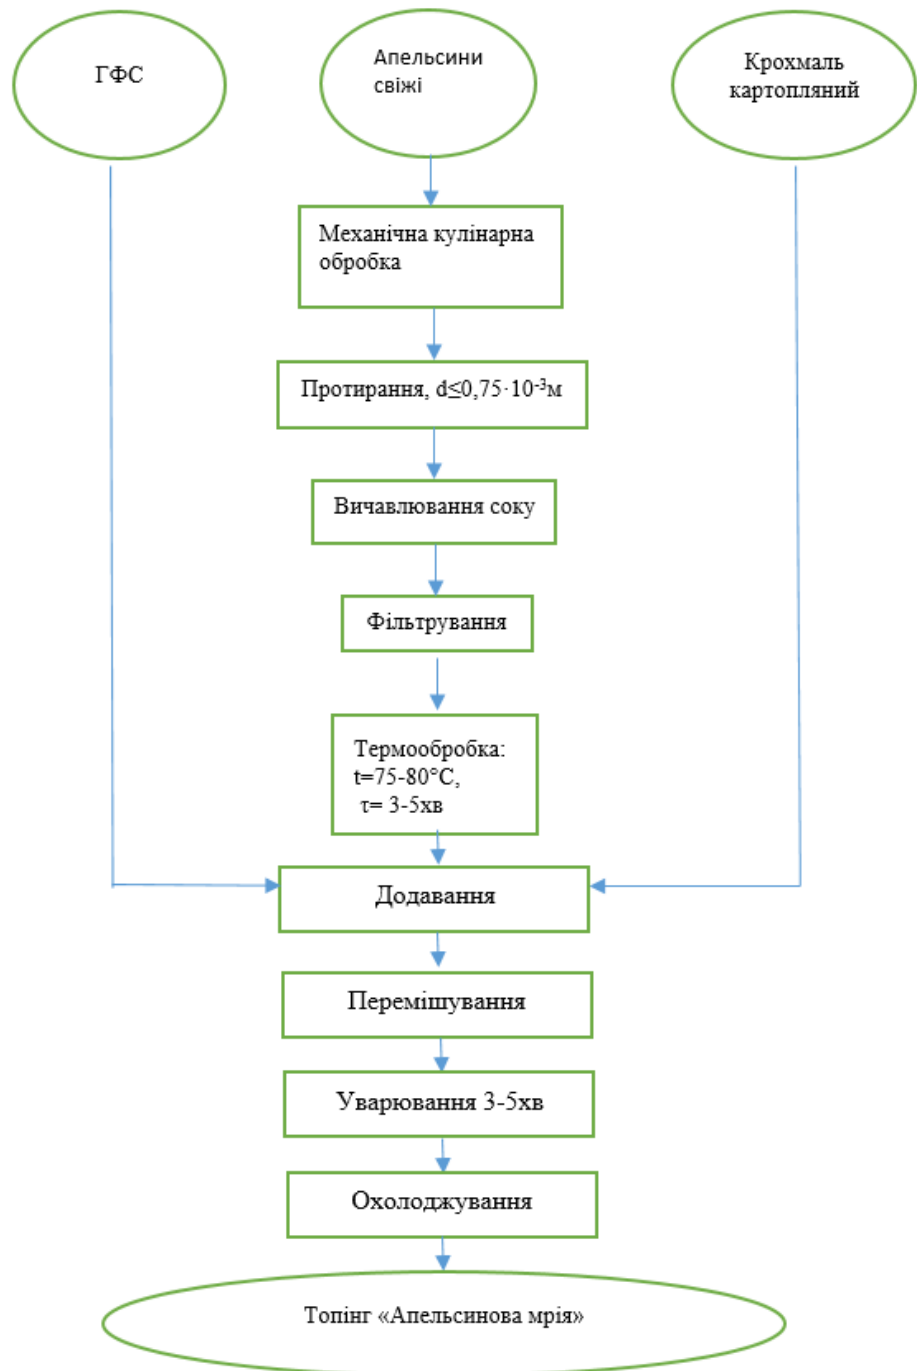 ГФС
Апельсини
свіжі
Крохмаль
картопляний
Механічна кулінарна
обробка
Протирання, d≤0,75·10⁻³м
Вичавлювання соку
Фільтрування
Термообробка:
t=75-80°C,
τ= 3-5хв
Додавання
Перемішування
Уварювання 3-5хв
Охолоджування
Топінг «Апельсинова мрія»